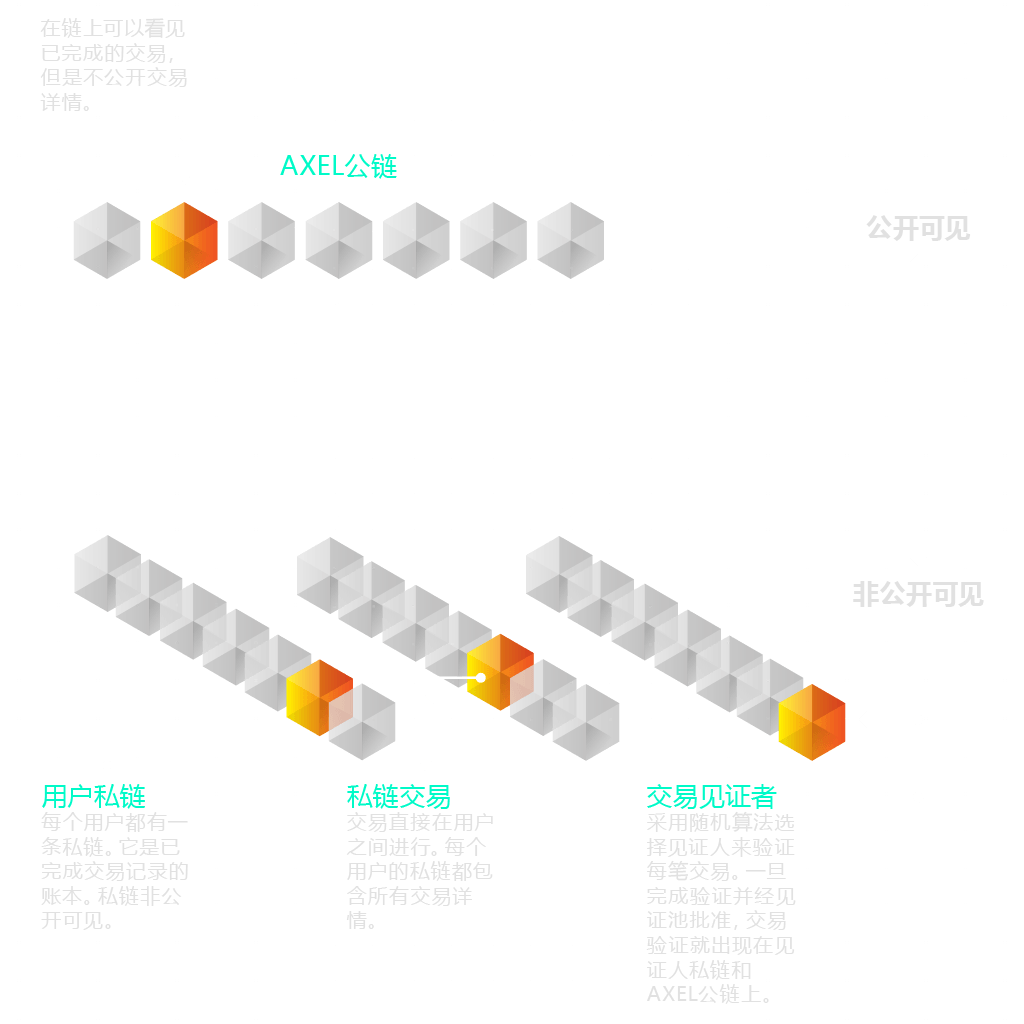 在链上可以看见
已完成的交易,
但是不公开交易
详情。
AXEL公链
公开可见
非公开可见
用户私链
每个用户都有一
条私链。它是已
完成交易记录的
账本。私链非公
开可见。
私链交易
交易直接在用户
之间进行。每个
用户的私链都包
含所有交易详
情。
交易见证者
采用随机算法选
择见证人来验证
每笔交易。一旦
完成验证并经见
证池批准, 交易
验证就出现在见
证人私链和
AXEL公链上。